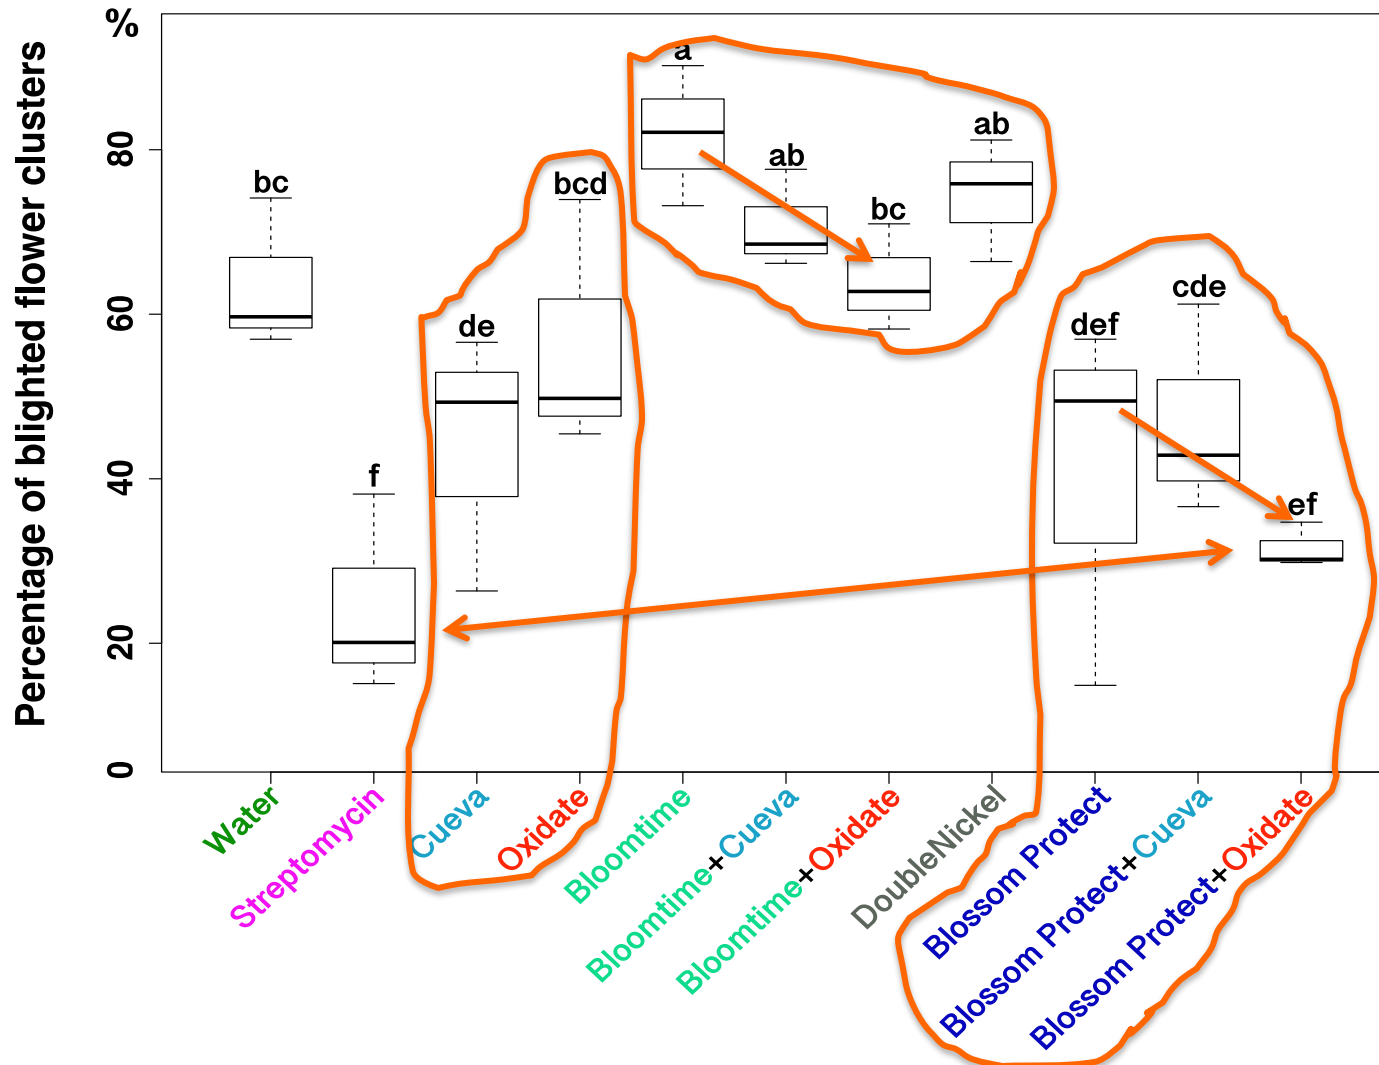 %
Percentage of blighted flower clusters
80
60
40
20
0
bc
f
de
bcd
a
ab
bc
ab
def
cde
ef
Water
Streptomycin
Cueva
Oxidate
Bloomtime
Bloomtime+Cueva
Bloomtime+Oxidate
DoubleNickel
Blossom Protect
Blossom Protect+Cueva
Blossom Protect+Oxidate